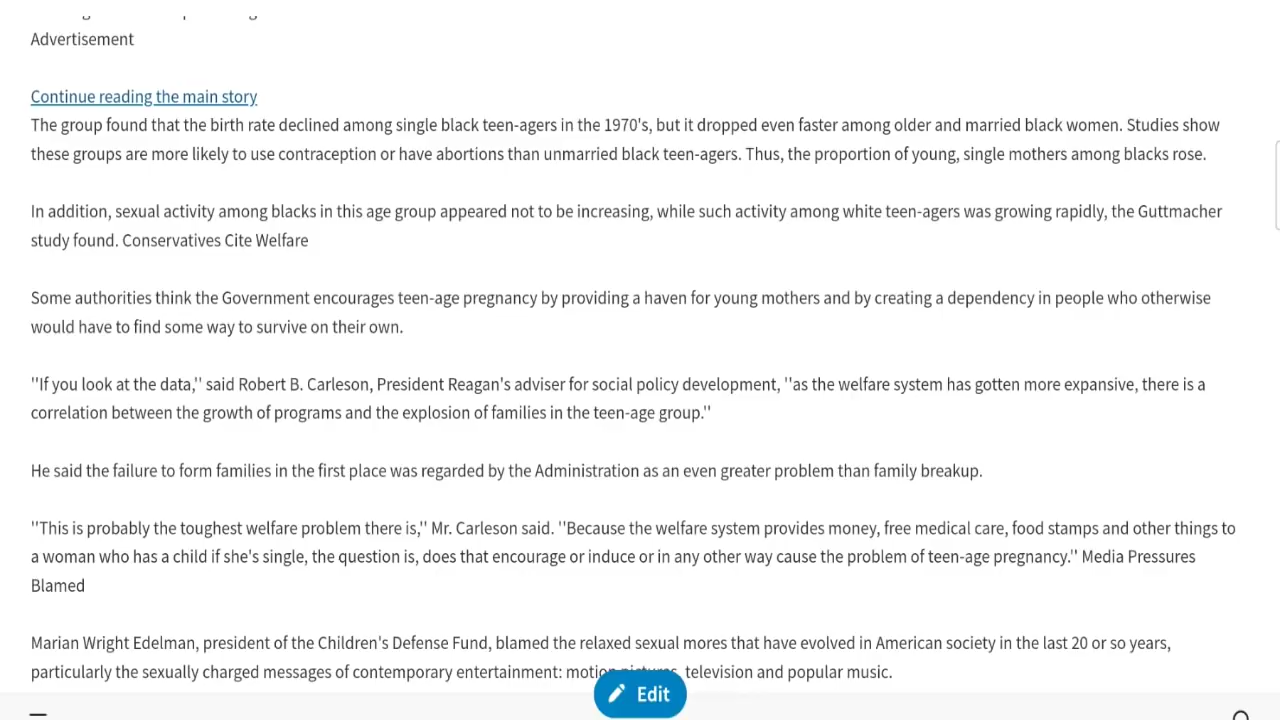 Advertisement
Continue reading the main story
The group found that the birth rate declined among single black teen-agers in the 1970's, but it dropped even faster among older and married black women. Studies show
these groups are more likely to use contraception or have abortions than unmarried black teen-agers. Thus, the proportion of young, single mothers among blacks rose.
In addition, sexual activity among blacks in this age group appeared not to be increasing, while such activity among white teen-agers was growing rapidly, the Guttmacher
study found. Conservatives Cite Welfare
Some authorities think the Government encourages teen-age pregnancy by providing a haven for young mothers and by creating a dependency in people who otherwise
would have to find some way to survive on their own.
''If you look at the data,'' said Robert B. Carleson, President Reagan's adviser for social policy development, ''as the welfare system has gotten more expansive, there is a
correlation between the growth of programs and the explosion of families in the teen-age group.''
He said the failure to form families in the first place was regarded by the Administration as an even greater problem than family breakup.
''This is probably the toughest welfare problem there is,'' Mr. Carleson said. ''Because the welfare system provides money, free medical care, food stamps and other things to
a woman who has a child if she's single, the question is, does that encourage or induce or in any other way cause the problem of teen-age pregnancy.'' Media Pressures
Blamed
Marian Wright Edelman, president of the Children's Defense Fund, blamed the relaxed sexual mores that have evolved in American society in the last 20 or so years,
particularly the sexually charged messages of contemporary entertainment: motion pictures, television and popular music.
Edit